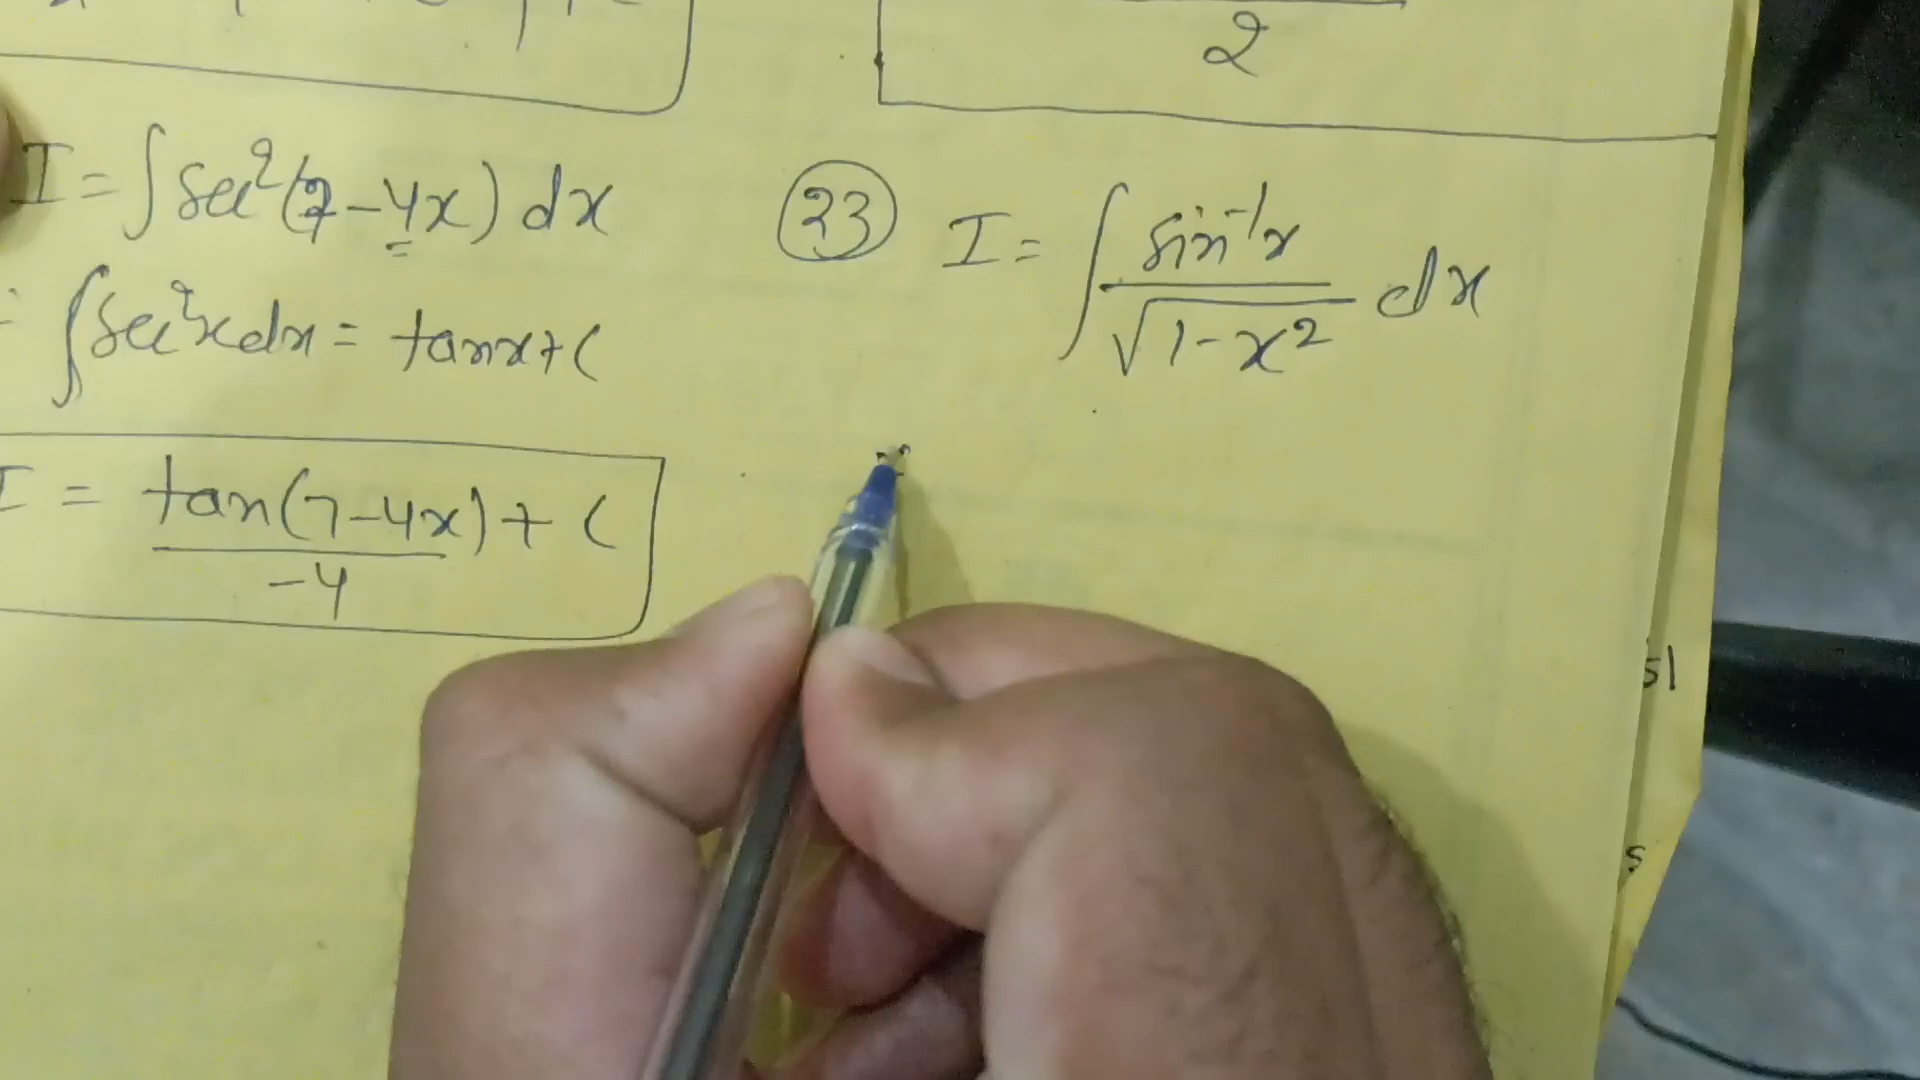 2
I = ∫ sec²(7-4x) dx
∫ sec²x dx = tanx + C
I = tan(7-4x) + C
-4
23 I = ∫ sin⁻¹x
√1-x² dx
51
s